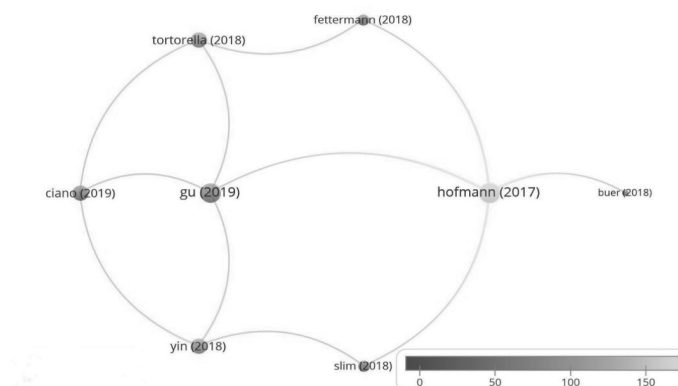 fettermann (2018)
tortorella (2018)
ciano (2019)
gu (2019)
hofmann (2017)
buer (2018)
yin (2018)
slim (2018)
0
50
100
150